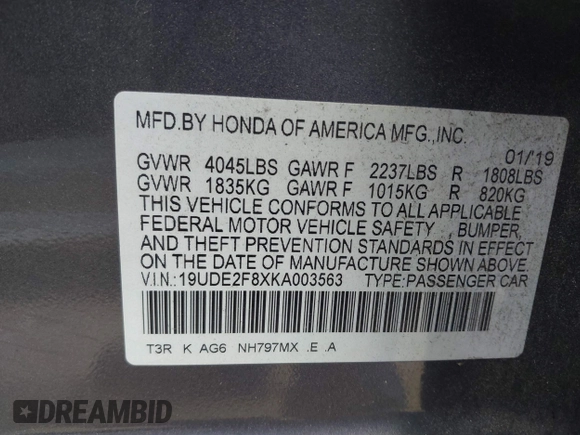 MFD.BY HONDA OF AMERICA MFG.,INC.
01/'19
GVWR 4045LBS GAWR F 2237LBS R 1808LBS
GVWR 1835KG GAWR F 1015KG R 820KG
THIS VEHICLE CONFORMS TO ALL APPLICABLE
FEDERAL MOTOR VEHICLE SAFETY , BUMPER,
AND THEFT PREVENTION STANDARDS IN EFFECT
ON THE DATE OF MANUFACTURE SHOWN ABOVE.
V.I.N.:19UDE2F8XKA003563 TYPE:PASSENGER CAR
T3R K AG6 NH797MX .E .A
DREAMBID